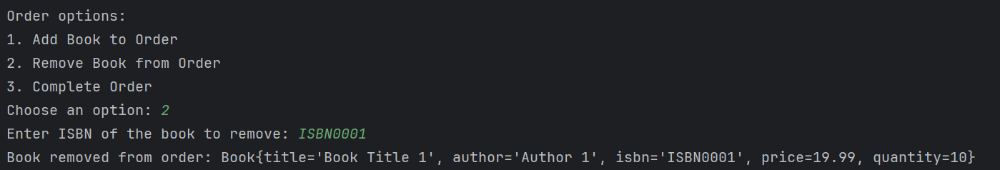 Order options:
1. Add Book to Order
2. Remove Book from Order
3. Complete Order
Choose an option: 2
Enter ISBN of the book to remove: ISBN0001
Book removed from order: Book{title='Book Title 1', author='Author 1', isbn='ISBN0001', price=19.99, quantity=10}